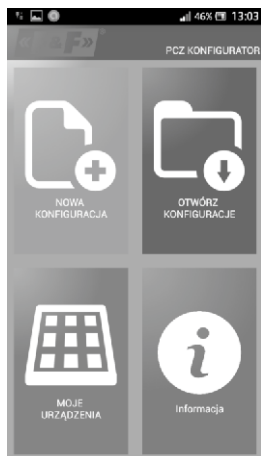 46% 13:03
«F&F»
PCZ KONFIGURATOR
NOWA
KONFIGURACJA
OTWÓRZ
KONFIGURACJE
MOJE
URZĄDZENIA
Informacja